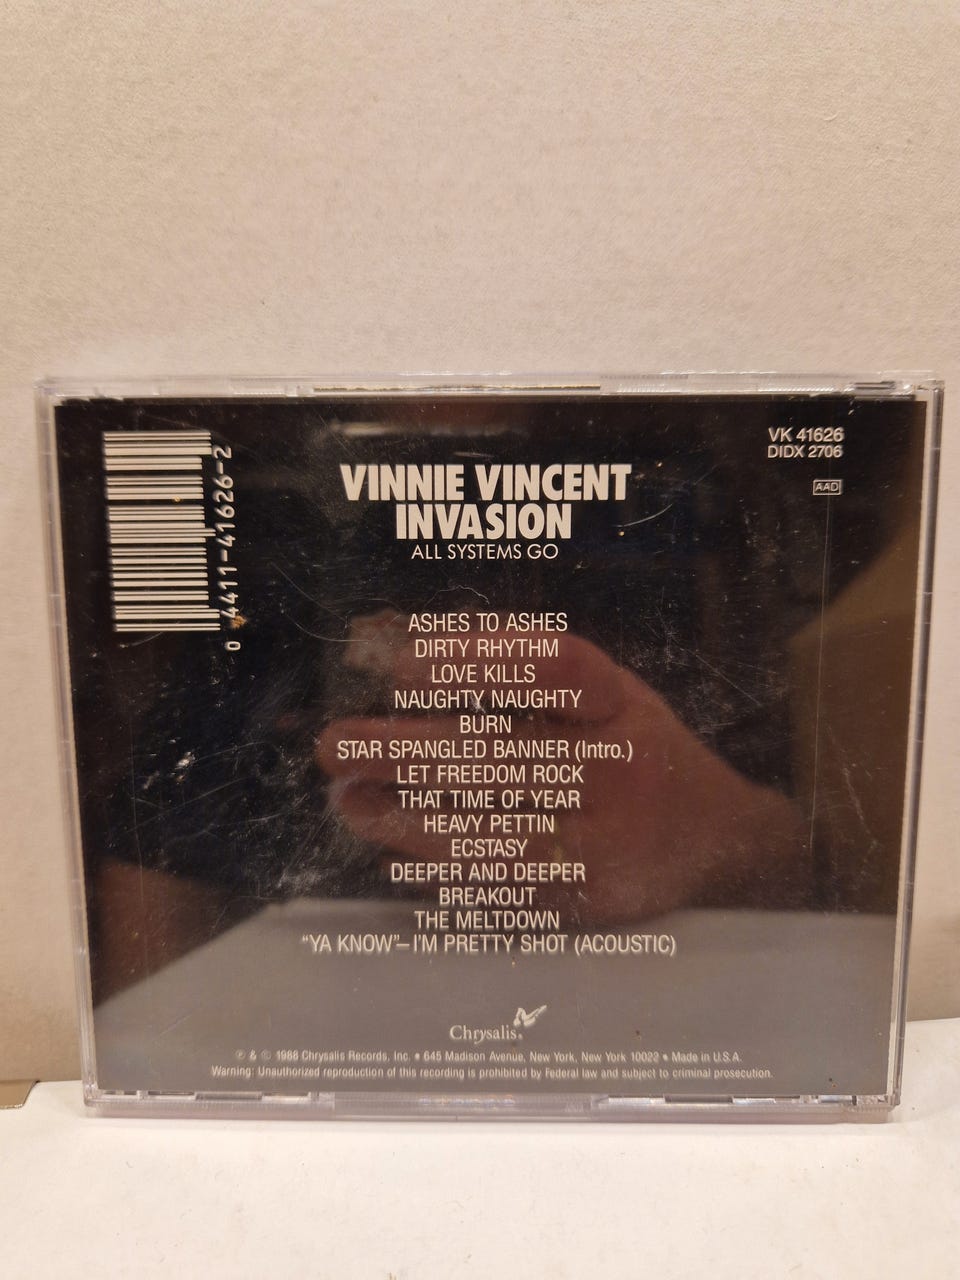 0 4411-41626-2
VK 41626
DIDX 2706
AAD
VINNIE VINCENT
INVASION
ALL SYSTEMS GO
ASHES TO ASHES
DIRTY RHYTHM
LOVE KILLS
NAUGHTY NAUGHTY
BURN
STAR SPANGLED BANNER (Intro.)
LET FREEDOM ROCK
THAT TIME OF YEAR
HEAVY PETTIN
ECSTASY
DEEPER AND DEEPER
BREAKOUT
THE MELTDOWN
“YA KNOW”—I'M PRETTY SHOT (ACOUSTIC)
Chrysalis.
℗ & © 1988 Chrysalis Records, Inc. • 645 Madison Avenue, New York, New York 10022 • Made in U.S.A.
Warning: Unauthorized reproduction of this recording is prohibited by Federal law and subject to criminal prosecution.